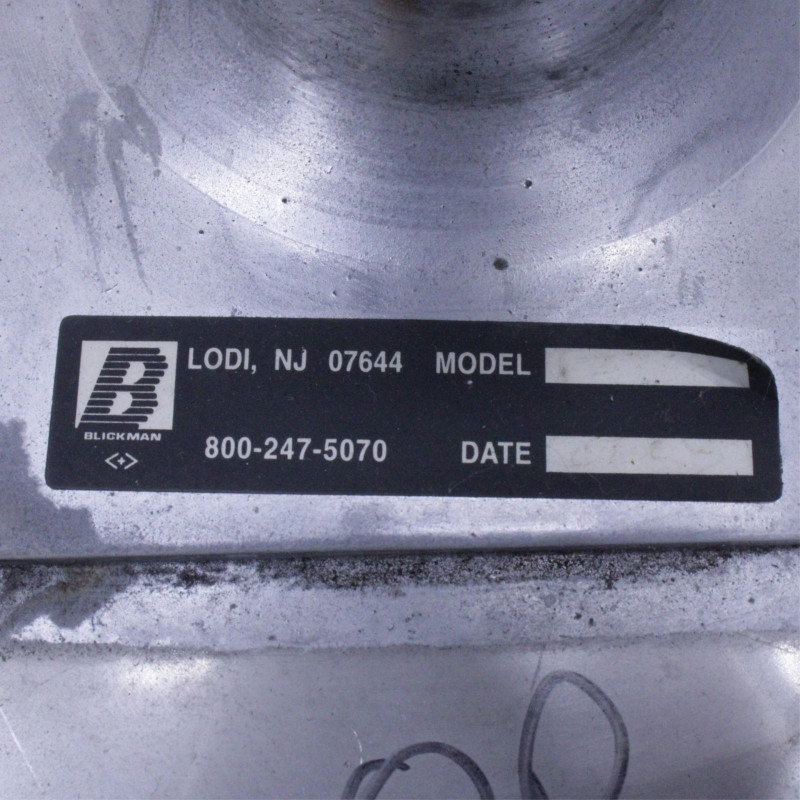 B LODI, NJ 07644 MODEL
BLICKMAN
<+> 800-247-5070 DATE